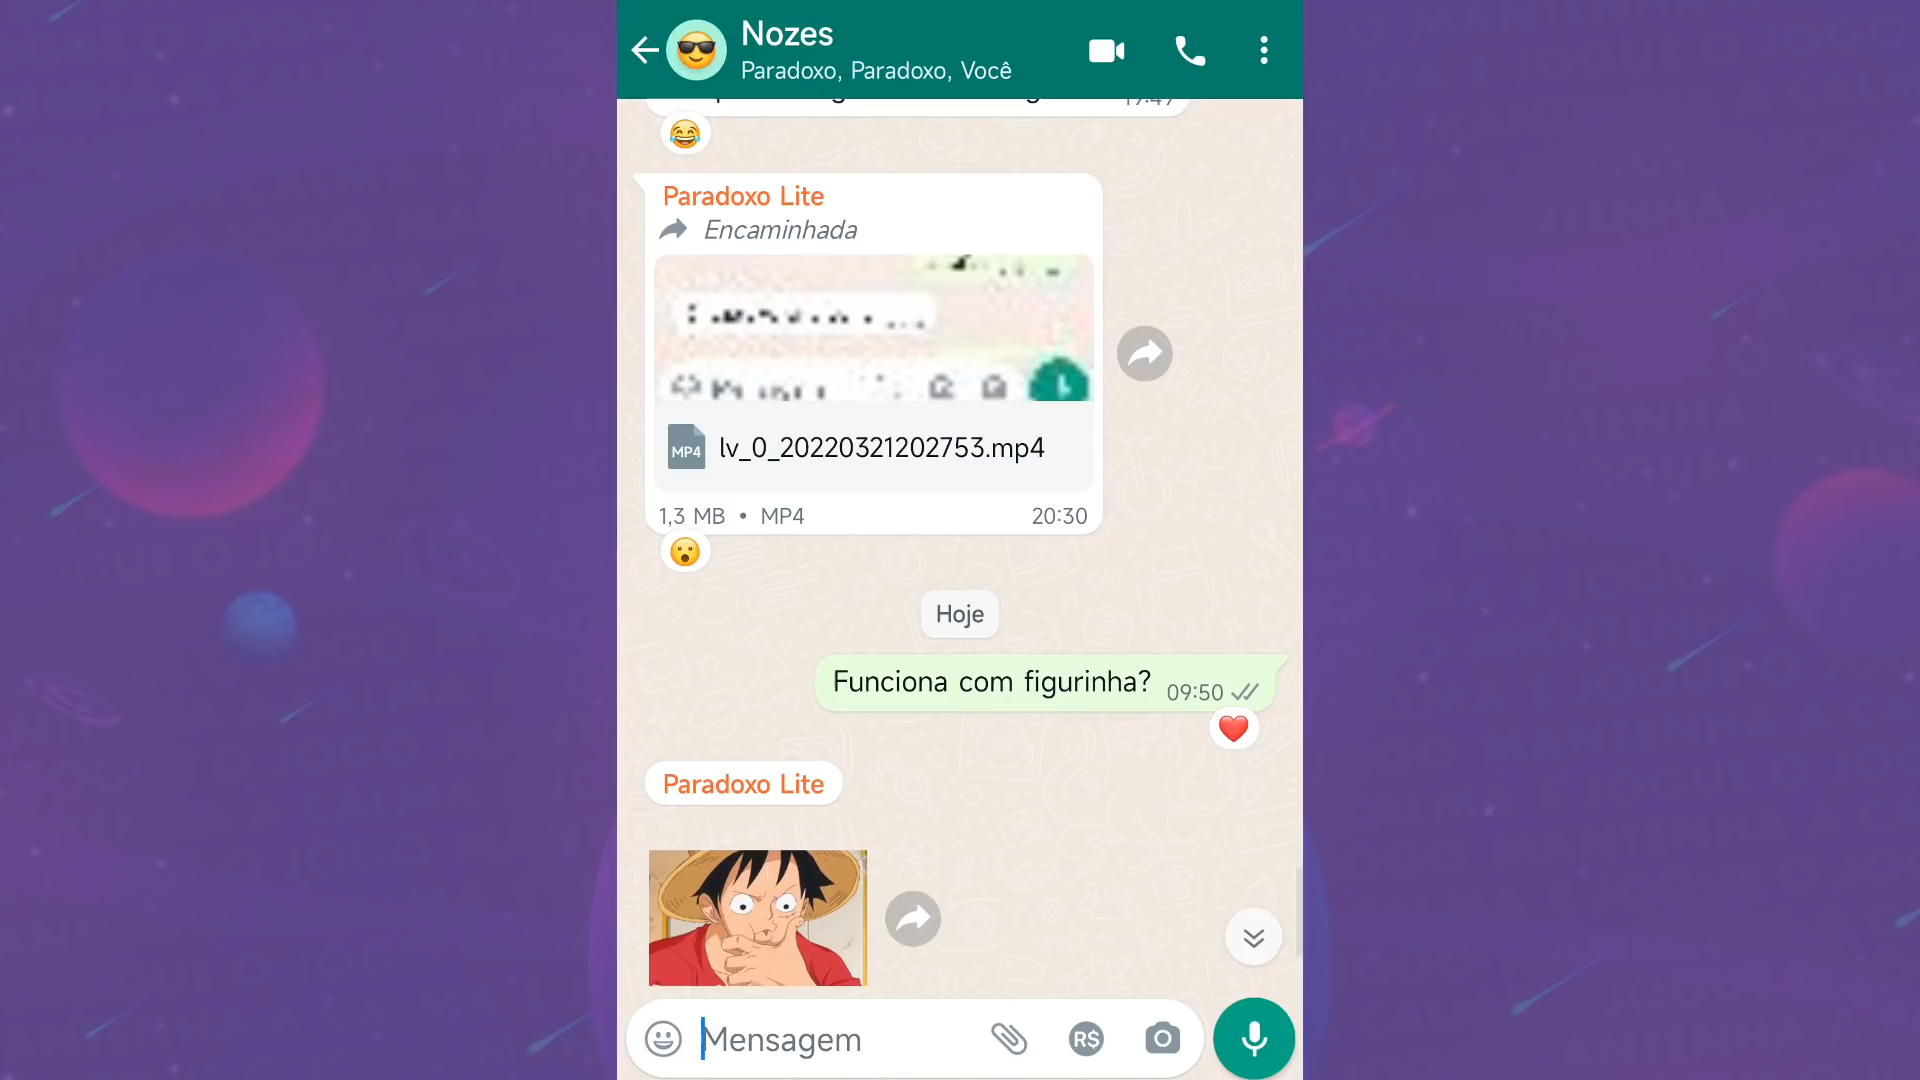 Nozes
Paradoxo, Paradoxo, Você
Paradoxo Lite
Encaminhada
MP4
lv_0_20220321202753.mp4
1,3 MB • MP4
20:30
Hoje
Funciona com figurinha?
09:50
Paradoxo Lite
Mensagem
R$